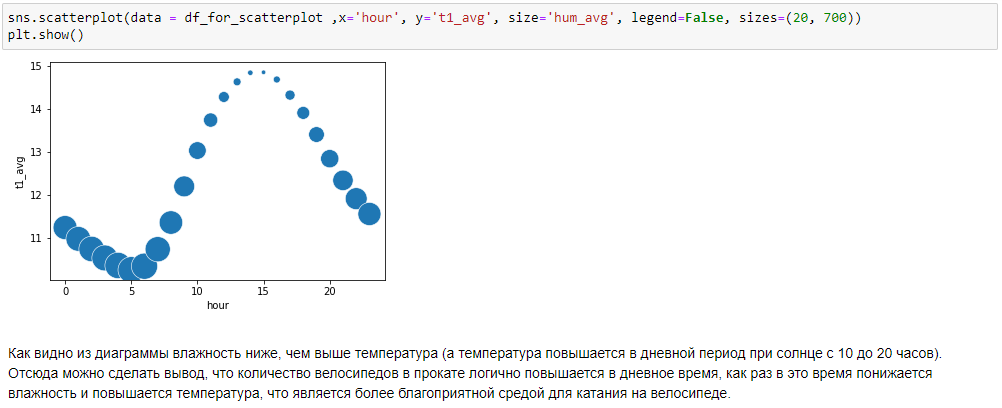 sns.scatterplot(data = df_for_scatterplot ,x='hour', y='t1_avg', size='hum_avg', legend=False, sizes=(20, 700))
plt.show()
15
14
13
12
11
t1_avg
0 5 10 15 20
hour
Как видно из диаграммы влажность ниже, чем выше температура (а температура повышается в дневной период при солнце с 10 до 20 часов).
Отсюда можно сделать вывод, что количество велосипедов в прокате логично повышается в дневное время, как раз в это время понижается
влажность и повышается температура, что является более благоприятной средой для катания на велосипеде.